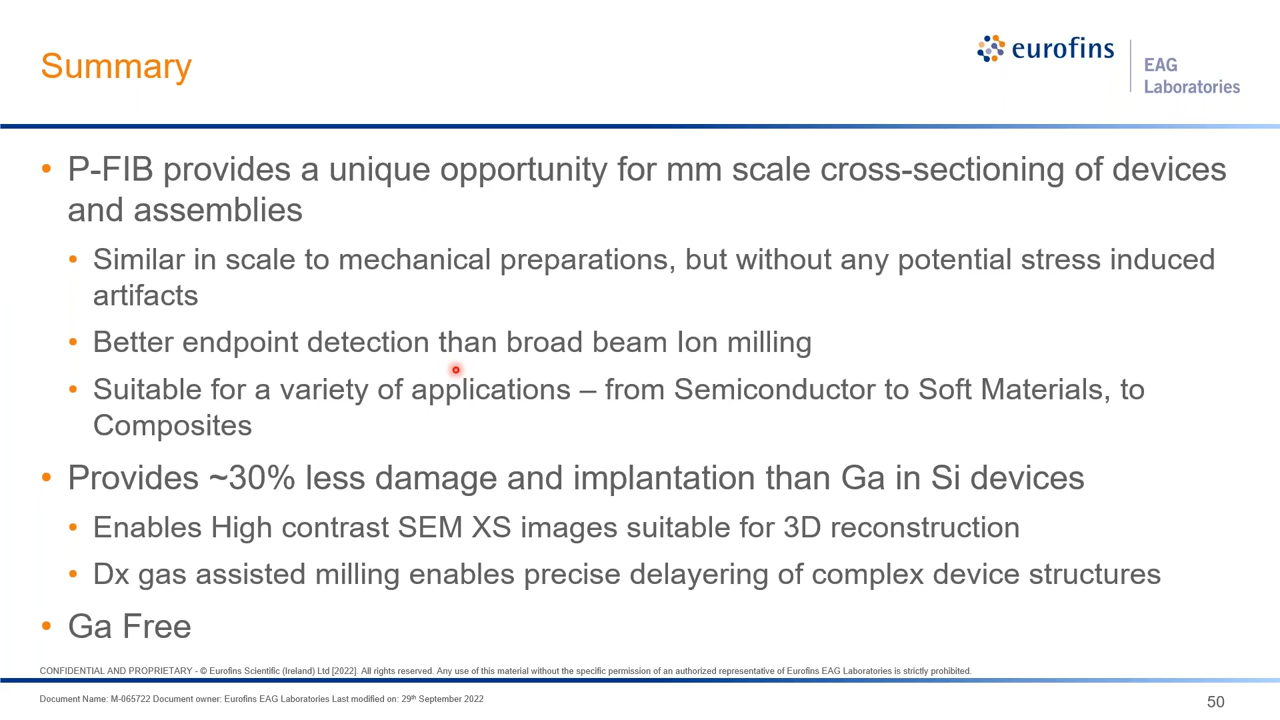 Summary
eurofins
EAG
Laboratories
• P-FIB provides a unique opportunity for mm scale cross-sectioning of devices
and assemblies
• Similar in scale to mechanical preparations, but without any potential stress induced
artifacts
• Better endpoint detection than broad beam Ion milling
• Suitable for a variety of applications – from Semiconductor to Soft Materials, to
Composites
• Provides ~30% less damage and implantation than Ga in Si devices
• Enables High contrast SEM XS images suitable for 3D reconstruction
• Dx gas assisted milling enables precise delayering of complex device structures
• Ga Free
CONFIDENTIAL AND PROPRIETARY - © Eurofins Scientific (Ireland) Ltd [2022]. All rights reserved. Any use of this material without the specific permission of an authorized representative of Eurofins EAG Laboratories is strictly prohibited.
Document Name: M-065722 Document owner: Eurofins EAG Laboratories Last modified on: 29th September 2022
50